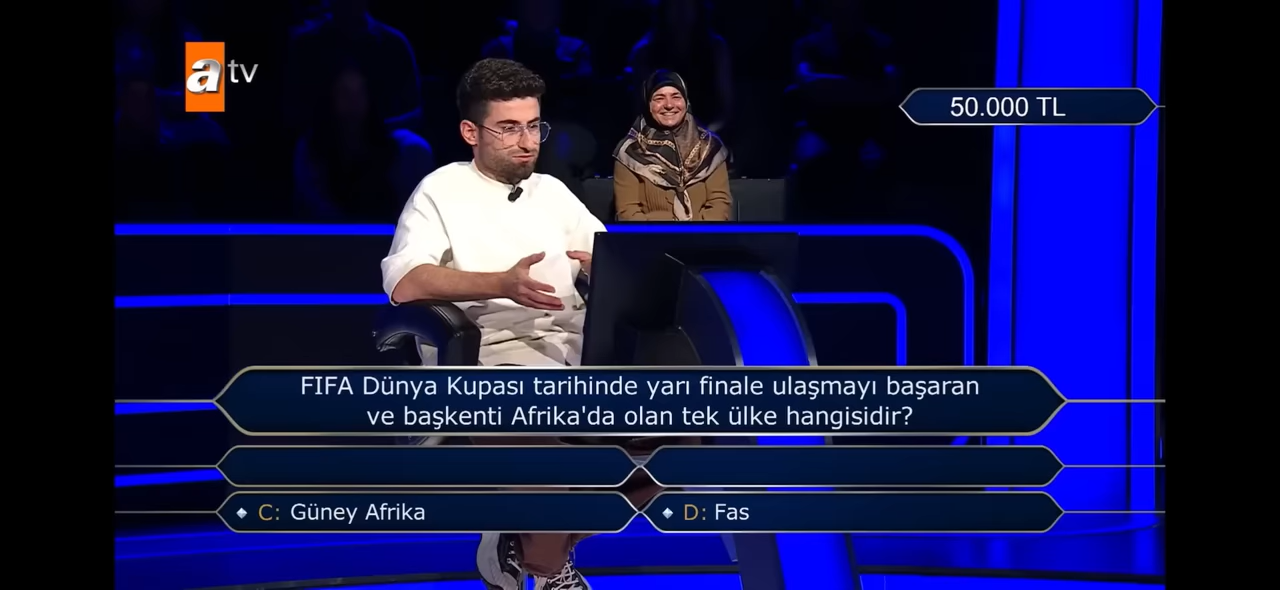 atv
50.000 TL
FIFA Dünya Kupası tarihinde yarı finale ulaşmayı başaran
ve başkenti Afrika'da olan tek ülke hangisidir?
C: Güney Afrika
D: Fas